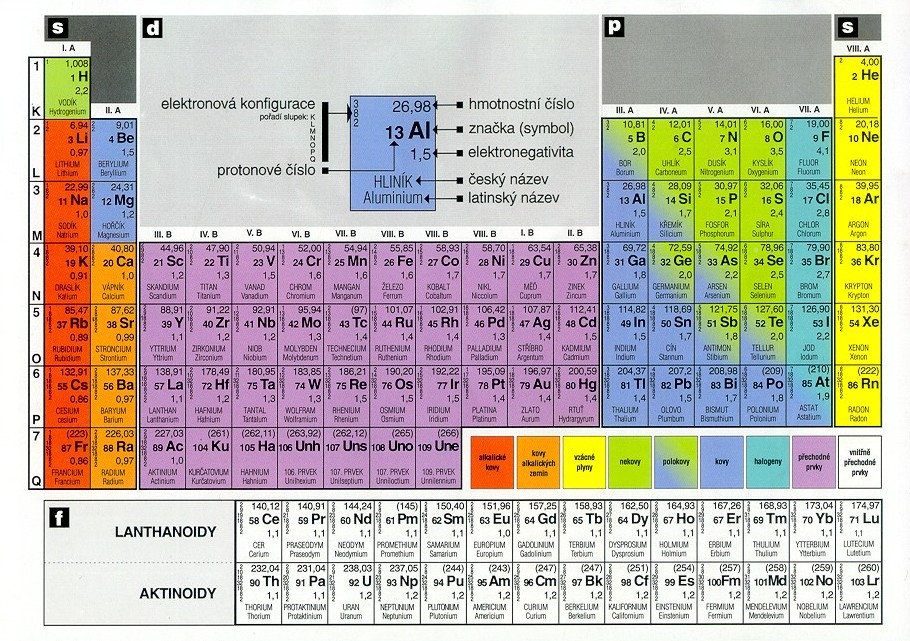 s d p s
I. A VIII. A
1 1,008 1 H 2,2 VODÍK Hydrogenium 4,00 2 He HELIUM Helium
K
elektronová konfigurace
pořadí slupek: K L M N O P Q
protonové číslo
3 8 2 26,98
13 Al
1,5
HLINÍK
Aluminium
hmotnostní číslo
značka (symbol)
elektronegativita
český název
latinský název
II. A III. A IV. A V. A VI. A VII. A
2 6,94 9,01 10,81 12,01 14,01 16,00 19,00 20,18
3 Li 4 Be 5 B 6 C 7 N 8 O 9 F 10 Ne
0,97 1,5 2,0 2,5 3,1 3,5 4,1
L LITHIUM BERYLIUM BOR UHLÍK DUSÍK KYSLÍK FLUOR NEON
Lithium Beryllium Borum Carboneum Nitrogenium Oxygenium Fluorum Neon
3 22,99 24,31 26,98 28,09 30,97 32,06 35,45 39,95
11 Na 12 Mg 13 Al 14 Si 15 P 16 S 17 Cl 18 Ar
1,0 1,2 1,5 1,7 2,1 2,4 2,8
M SODÍK HOŘČÍK HLINÍK KŘEMÍK FOSFOR SÍRA CHLOR ARGON
Natrium Magnesium Aluminium Silicium Phosphorum Sulphur Chlorum Argon
III. B IV. B V. B VI. B VII. B VIII. B VIII. B VIII. B I. B II. B
4 39,10 40,80 44,96 47,90 50,94 52,00 54,94 55,85 58,93 58,70 63,54 65,38 69,72 72,59 74,92 78,96 79,90 83,80
19 K 20 Ca 21 Sc 22 Ti 23 V 24 Cr 25 Mn 26 Fe 27 Co 28 Ni 29 Cu 30 Zn 31 Ga 32 Ge 33 As 34 Se 35 Br 36 Kr
0,91 1,0 1,2 1,3 1,5 1,6 1,6 1,6 1,7 1,7 1,7 1,7 1,8 2,0 2,2 2,5 2,7
N DRASLÍK VÁPNÍK SKANDIUM TITAN VANAD CHROM MANGAN ŽELEZO KOBALT NIKL MĚĎ ZINEK GALLIUM GERMANIUM ARSEN SELEN BROM KRYPTON
Kalium Calcium Scandium Titanium Vanadium Chromium Manganum Ferrum Cobaltum Niccolum Cuprum Zincum Gallium Germanium Arsenium Selenium Bromum Krypton
5 85,47 87,62 88,91 91,22 92,91 95,94 (97) 101,07 102,91 106,42 107,87 112,41 114,82 118,69 121,75 127,60 126,90 131,30
37 Rb 38 Sr 39 Y 40 Zr 41 Nb 42 Mo 43 Tc 44 Ru 45 Rh 46 Pd 47 Ag 48 Cd 49 In 50 Sn 51 Sb 52 Te 53 I 54 Xe
0,89 0,99 1,1 1,2 1,2 1,3 1,4 1,4 1,4 1,3 1,4 1,5 1,5 1,7 1,8 2,0 2,2
O RUBIDIUM STRONCIUM YTTRIUM ZIRKONIUM NIOB MOLYBDEN TECHNECIUM RUTHENIUM RHODIUM PALLADIUM STŘÍBRO KADMIUM INDIUM CÍN ANTIMON TELLUR JOD XENON
Rubidium Strontium Yttrium Zirconium Niobium Molybdenum Technetium Ruthenium Rhodium Palladium Argentum Cadmium Indium Stannum Stibium Tellurium Iodum Xenon
6 132,91 137,33 138,91 178,49 180,95 183,85 186,21 190,20 192,22 195,09 196,97 200,59 204,37 207,2 208,98 (209) (210) (222)
55 Cs 56 Ba 57 La 72 Hf 75 Ta 74 W 75 Re 76 Os 77 Ir 78 Pt 79 Au 80 Hg 81 Tl 82 Pb 83 Bi 84 Po 85 At 86 Rn
0,86 0,97 1,1 1,2 1,3 1,4 1,5 1,5 1,5 1,4 1,4 1,4 1,4 1,5 1,7 1,8 1,9
P CESIUM BARYUM LANTHAN HAFNIUM TANTAL WOLFRAM RHENIUM OSMIUM IRIDIUM PLATINA ZLATO RTUŤ THALIUM OLOVO BISMUT POLONIUM ASTAT RADON
cesium Barium Lanthanum Hafnium Tantalum Wolframium Rhenium Osmium Iridium Platinum Aurum Hydrargyrum Thallium Plumbum Bismuthum Polonium Astatium Radon
7 (223) 226,03 227,03 (261) (262,11) (263,92) (262,12) (265) (266)
87 Fr 88 Ra 89 Ac 104 Ku 105 Ha 106 Unh 107 Uns 108 Uno 109 Une
0,86 0,97 1,0
Q FRANCIUM RADIUM AKTINIUM KURČATOVIUM HAHNIUM 106. PRVEK 107. PRVEK 108. PRVEK 109. PRVEK
Francium Radium Actinium Kurčatovium Hahnium Unhexium Unilseptium Unniloctium Unnilennium
alkalické kovy
kovy alkalických zemin
vzácné plyny
nekovy
polokovy
kovy
halogeny
přechodné prvky
vnitřně přechodné prvky
f
LANTHANOIDY
140,12 140,91 144,24 (145) 150,40 151,96 157,25 158,93 162,50 164,93 167,26 168,93 173,04 174,97
58 Ce 59 Pr 60 Nd 61 Pm 62 Sm 63 Eu 64 Gd 65 Tb 64 Dy 67 Ho 68 Er 69 Tm 70 Yb 71 Lu
1,1 1,1 1,1 1,1 1,1 1,0 1,1 1,1 1,1 1,1 1,1 1,1 1,1 1,1
CER PRASEODYM NEODYM PROMETHIUM SAMARIUM EUROPIUM GADOLINIUM TERBIUM DYSPROSIUM HOLMIUM ERBIUM THULIUM YTTERBIUM LUTECIUM
AKTINOIDY
232,04 231,04 238,03 237,05 (244) (243) (247) (247) (251) (254) (257) (258) (259) (260)
90 Th 91 Pa 92 U 93 Np 94 Pu 95 Am 96 Cm 97 Bk 98 Cf 99 Es 100 Fm 101 Md 102 No 103 Lr
1,1 1,1 1,2 1,2 1,2 1,2 1,2 1,2 1,2 1,2 1,2 1,2 1,2 1,2
THORIUM PROTAKTINIUM URAN NEPTUNIUM PLUTONIUM AMERICIUM CURIUM BERKELIUM KALIFORNIUM EINSTENIUM FERMIUM MENDELEVIUM NOBELIUM LAWRENCIUM